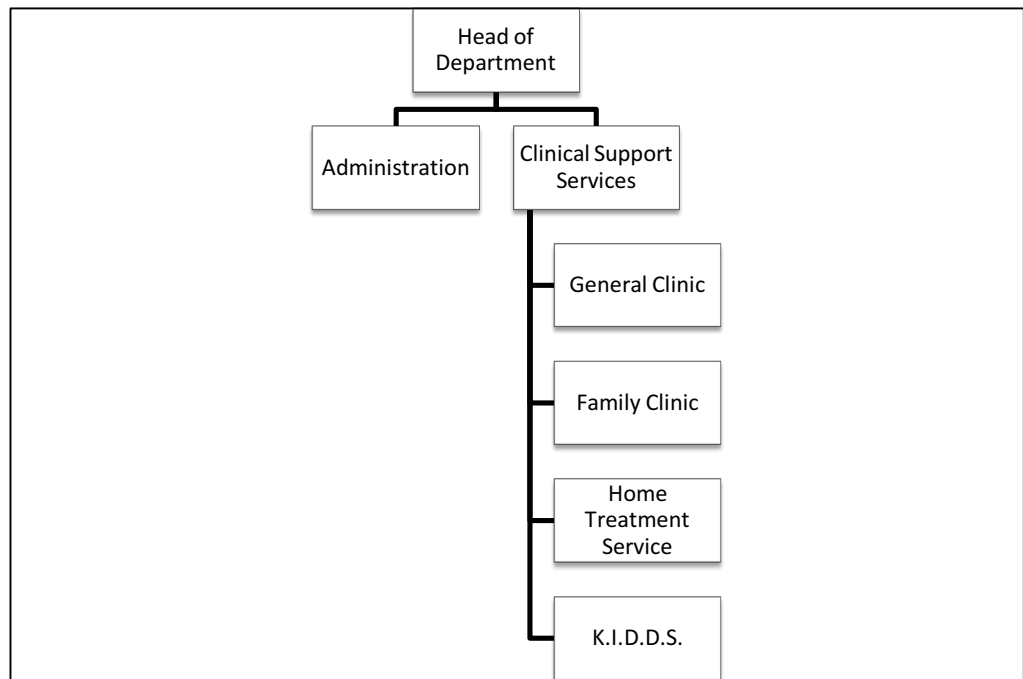 Head of
Department
Administration
Clinical Support
Services
General Clinic
Family Clinic
Home
Treatment
Service
K.I.D.D.S.